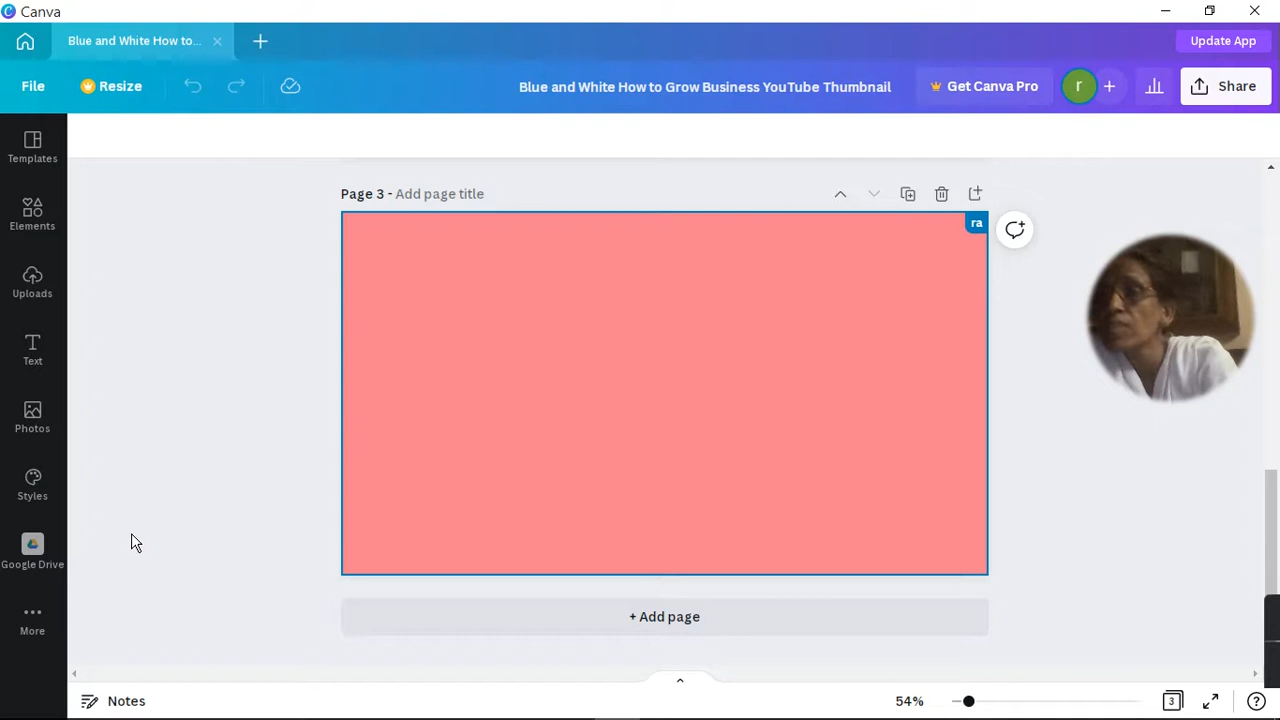 Canva
Blue and White How to...
Update App
File
Resize
Blue and White How to Grow Business YouTube Thumbnail
Get Canva Pro
r
Share
Templates
Elements
Uploads
Text
Photos
Styles
Google Drive
More
Page 3 - Add page title
ra
+ Add page
Notes
54%
3